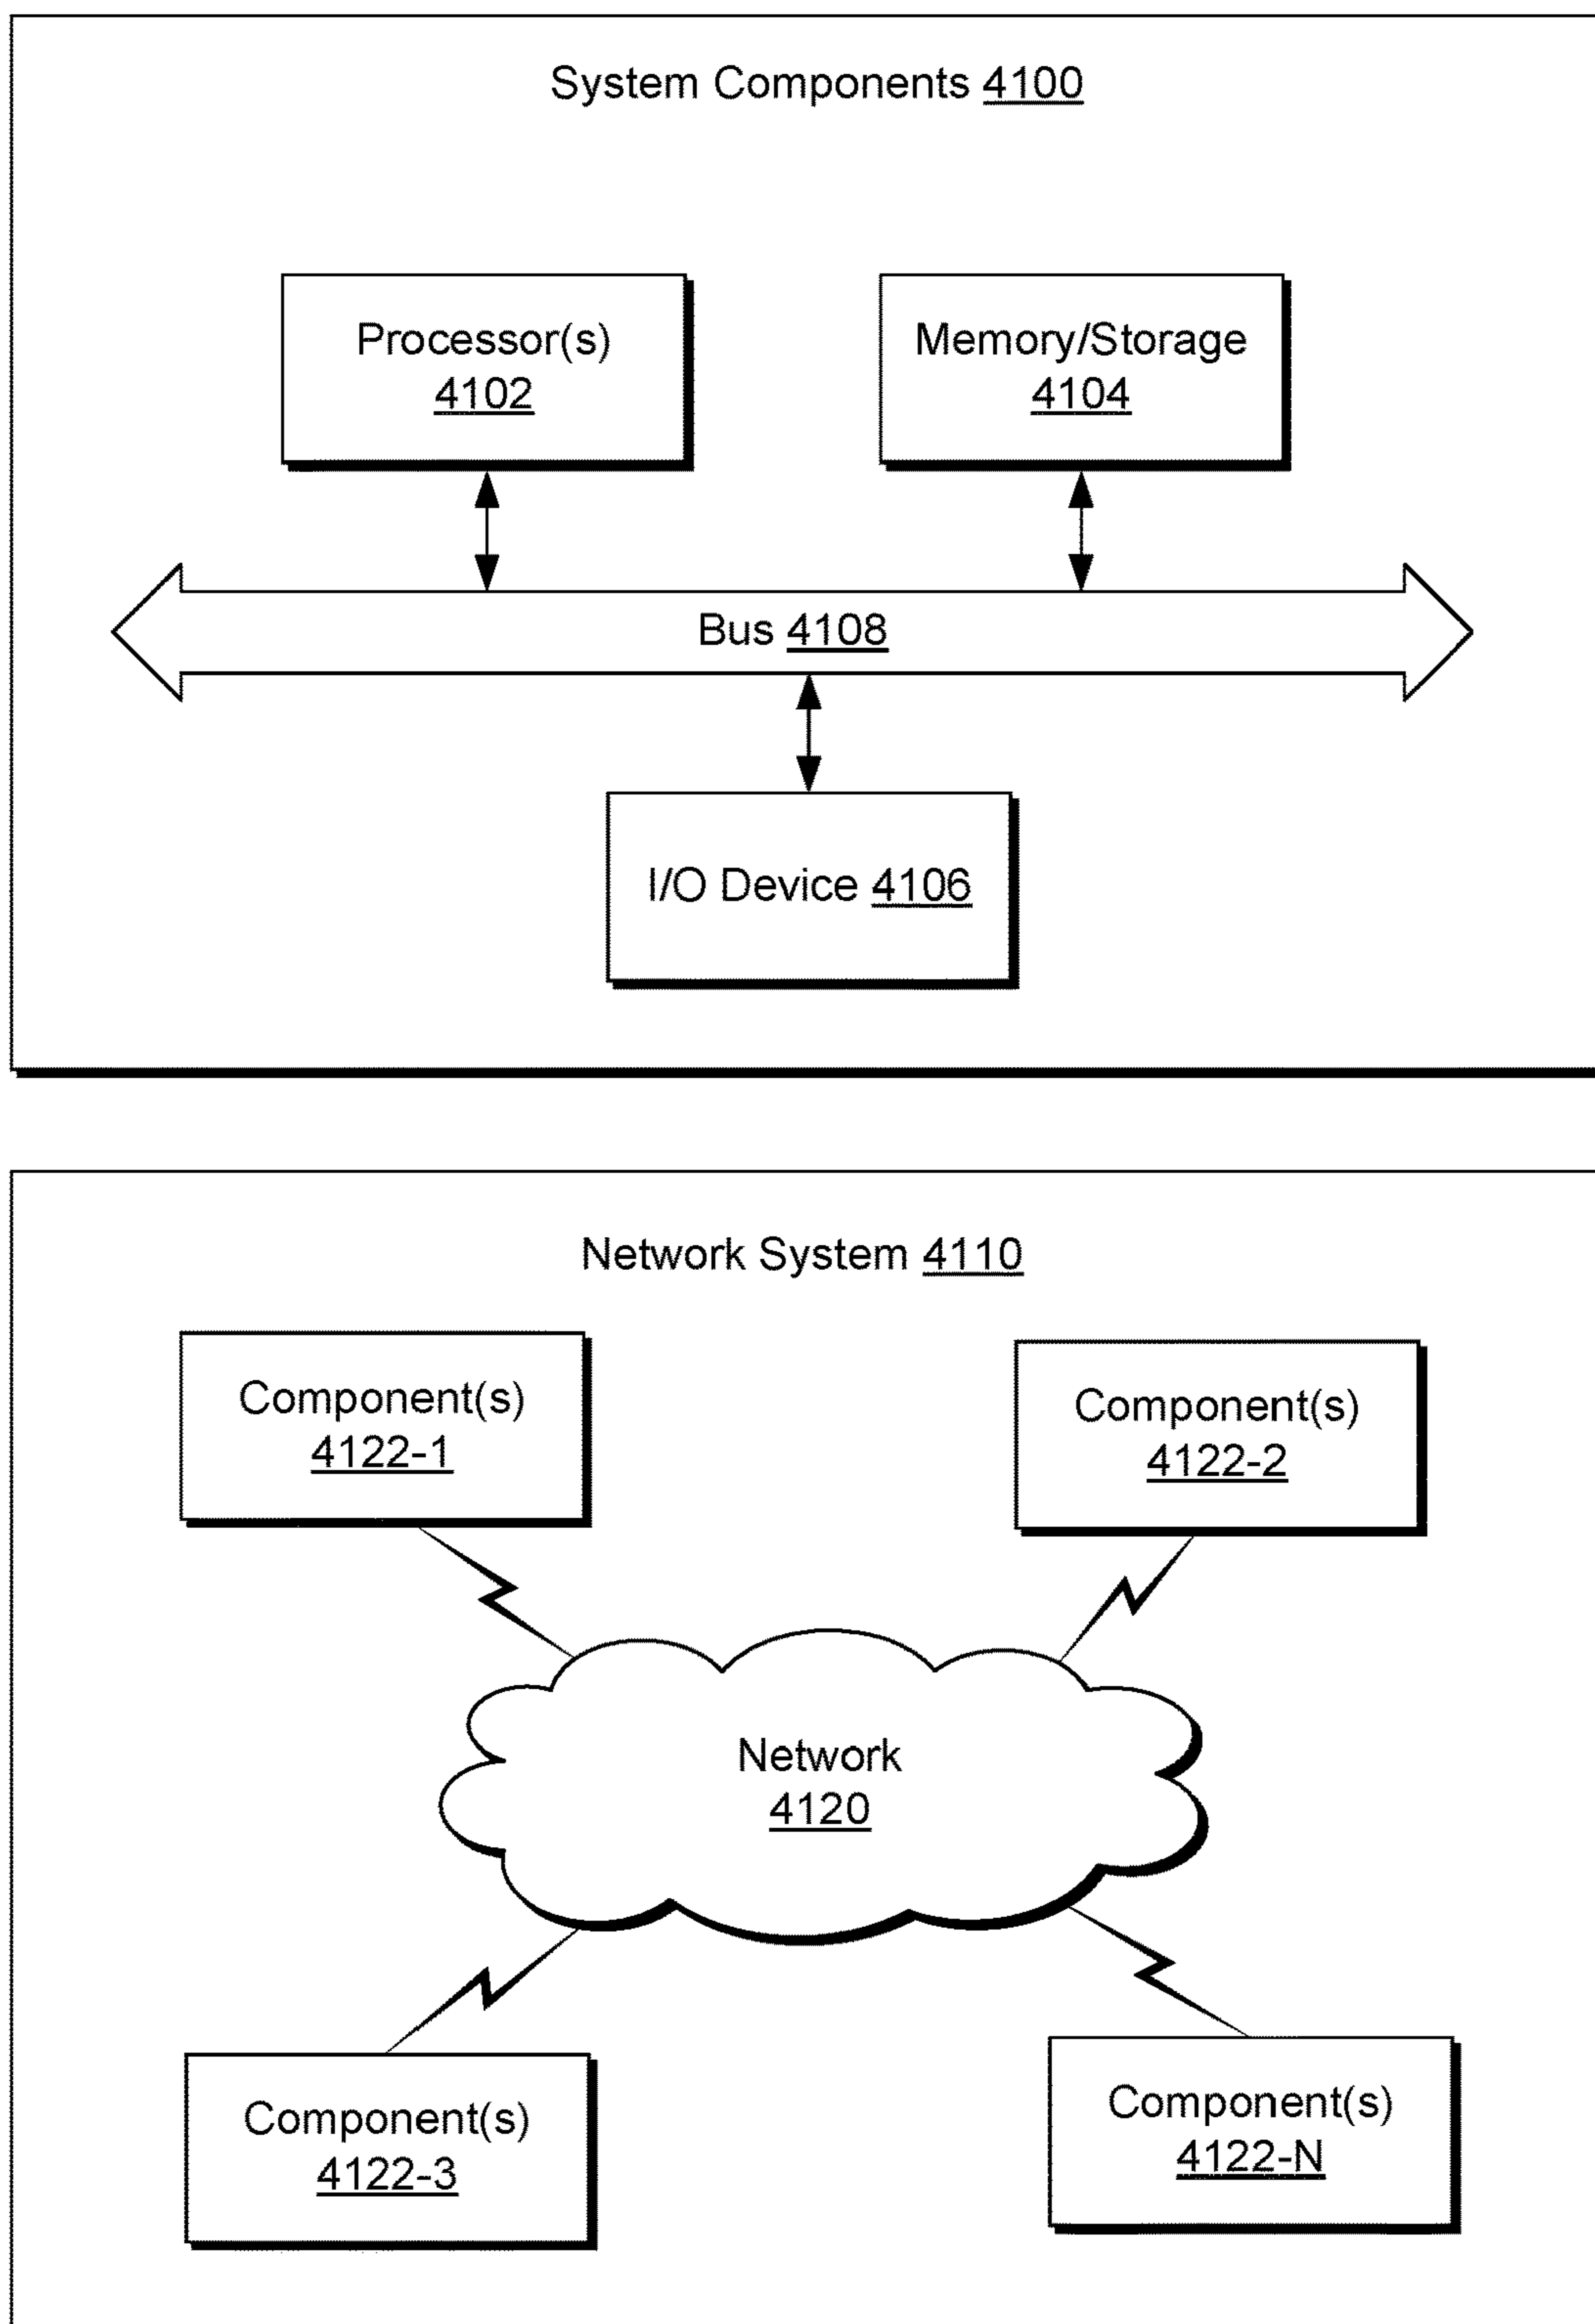 System Components 4100
Processor(s)
4102
Memory/Storage
4104
Bus 4108
I/O Device 4106
Network System 4110
Component(s)
4122-1
Component(s)
4122-2
Network
4120
Component(s)
4122-3
Component(s)
4122-N